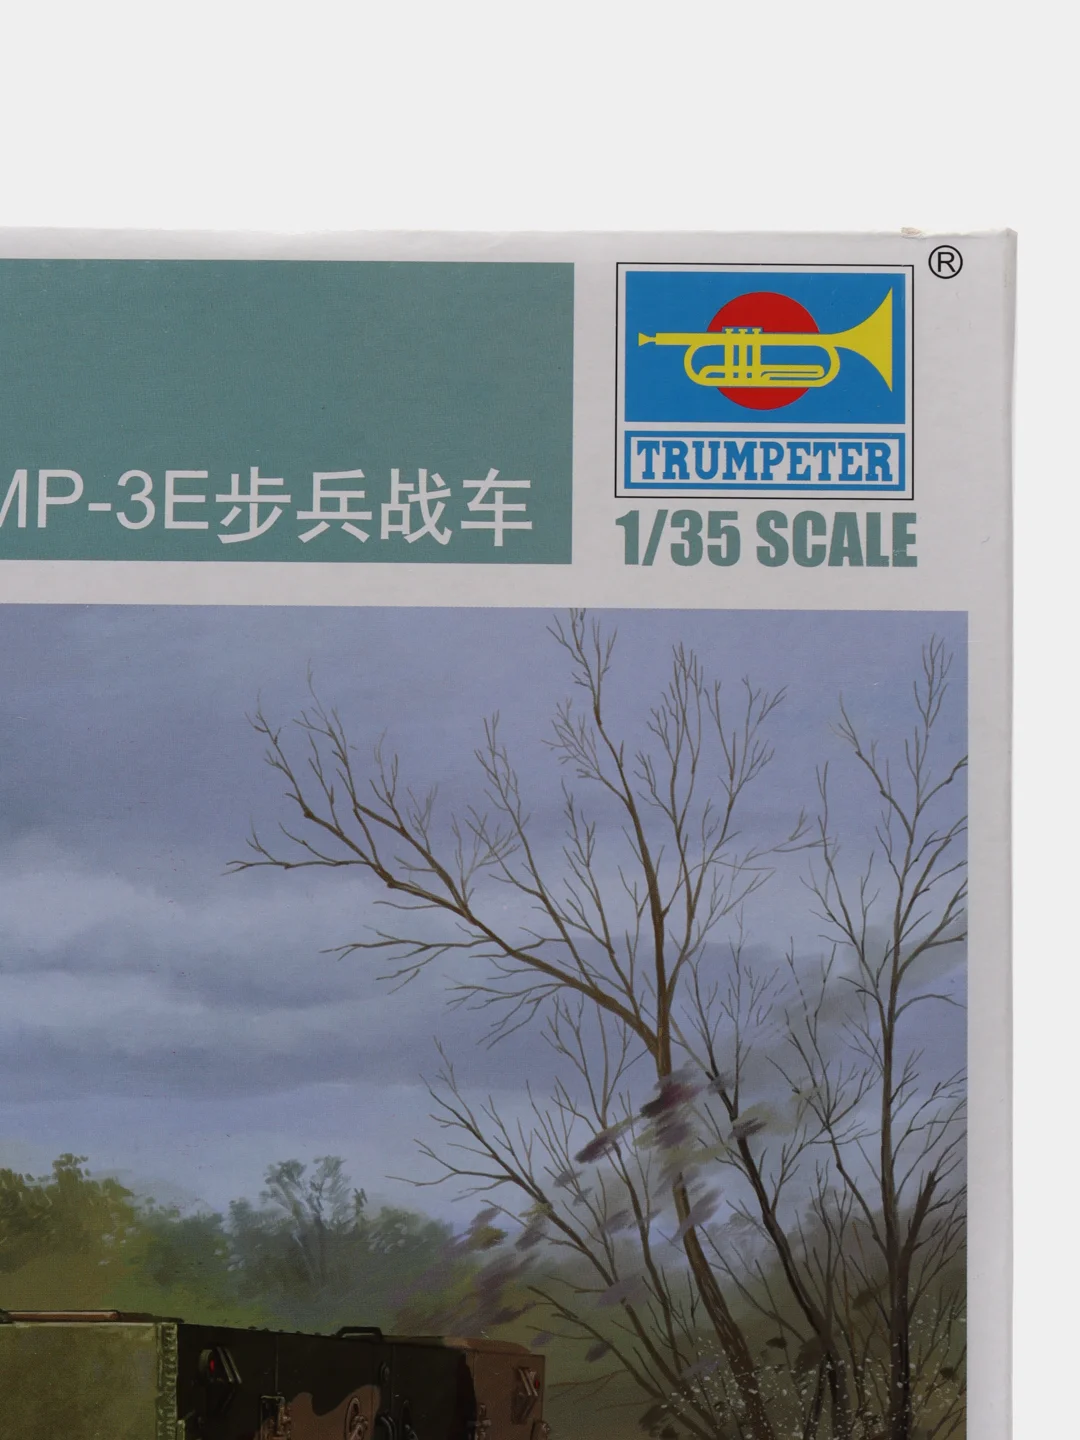 MP-3E步兵战车
®
TRUMPETER
1/35 SCALE